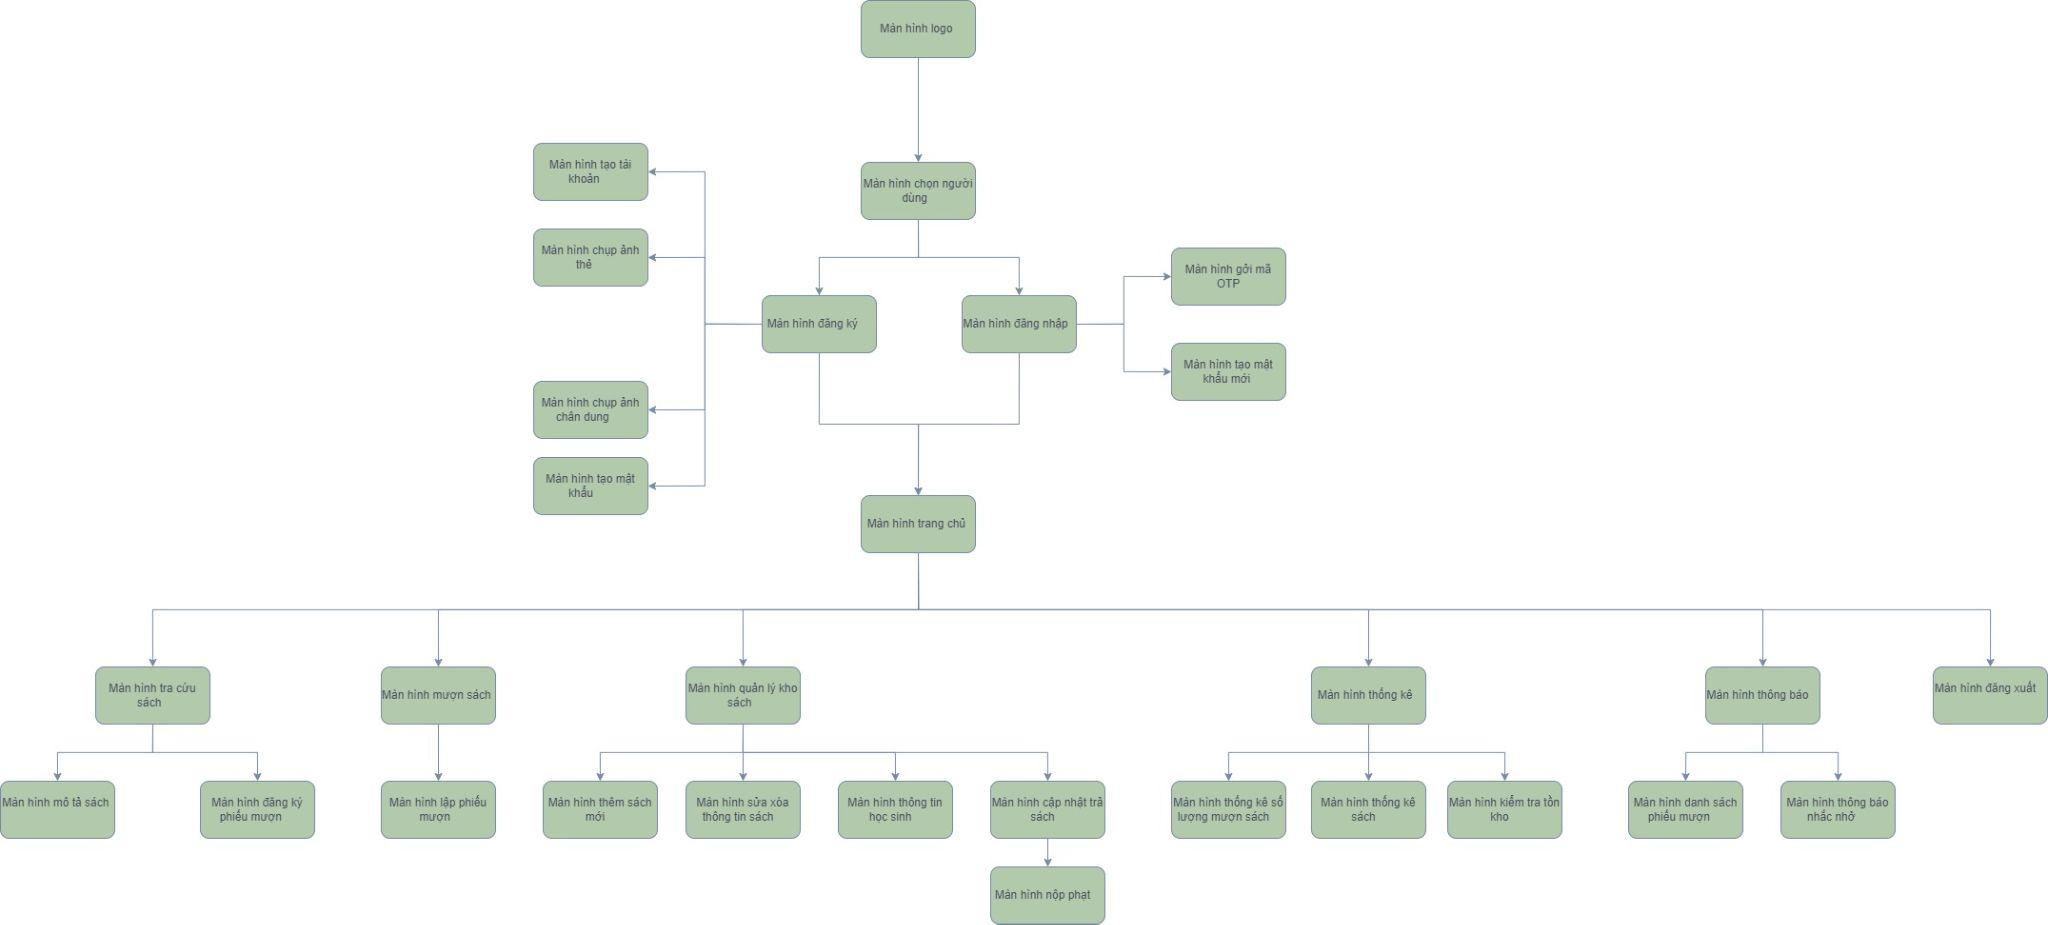 Màn hình logo
Màn hình tạo tài
khoản
Màn hình chọn người
dùng
Màn hình chụp ảnh
thẻ
Màn hình gởi mã
OTP
Màn hình đăng ký
Màn hình đăng nhập
Màn hình tạo mật
khẩu mới
Màn hình chụp ảnh
chân dung
Màn hình tạo mật
khẩu
Màn hình trang chủ
Màn hình tra cứu
sách
Màn hình mượn sách
Màn hình quản lý kho
sách
Màn hình thống kê
Màn hình thông báo
Màn hình đăng xuất
Màn hình mô tả sách
Màn hình đăng ký
phiếu mượn
Màn hình lập phiếu
mượn
Màn hình thêm sách
mới
Màn hình sửa xóa
thông tin sách
Màn hình thông tin
học sinh
Màn hình cập nhật trả
sách
Màn hình thống kê số
lượng mượn sách
Màn hình thống kê
sách
Màn hình kiểm tra tồn
kho
Màn hình danh sách
phiếu mượn
Màn hình thông báo
nhắc nhở
Màn hình nộp phạt